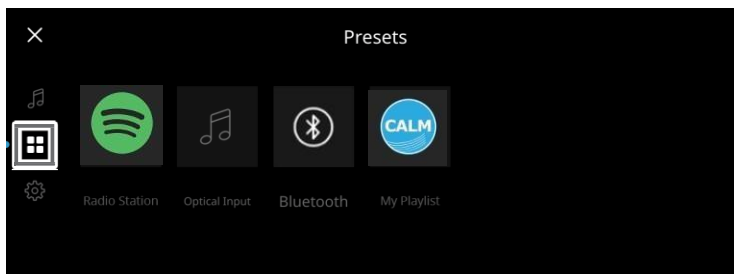 Presets
CALM
Radio Station
Optical Input
Bluetooth
My Playlist